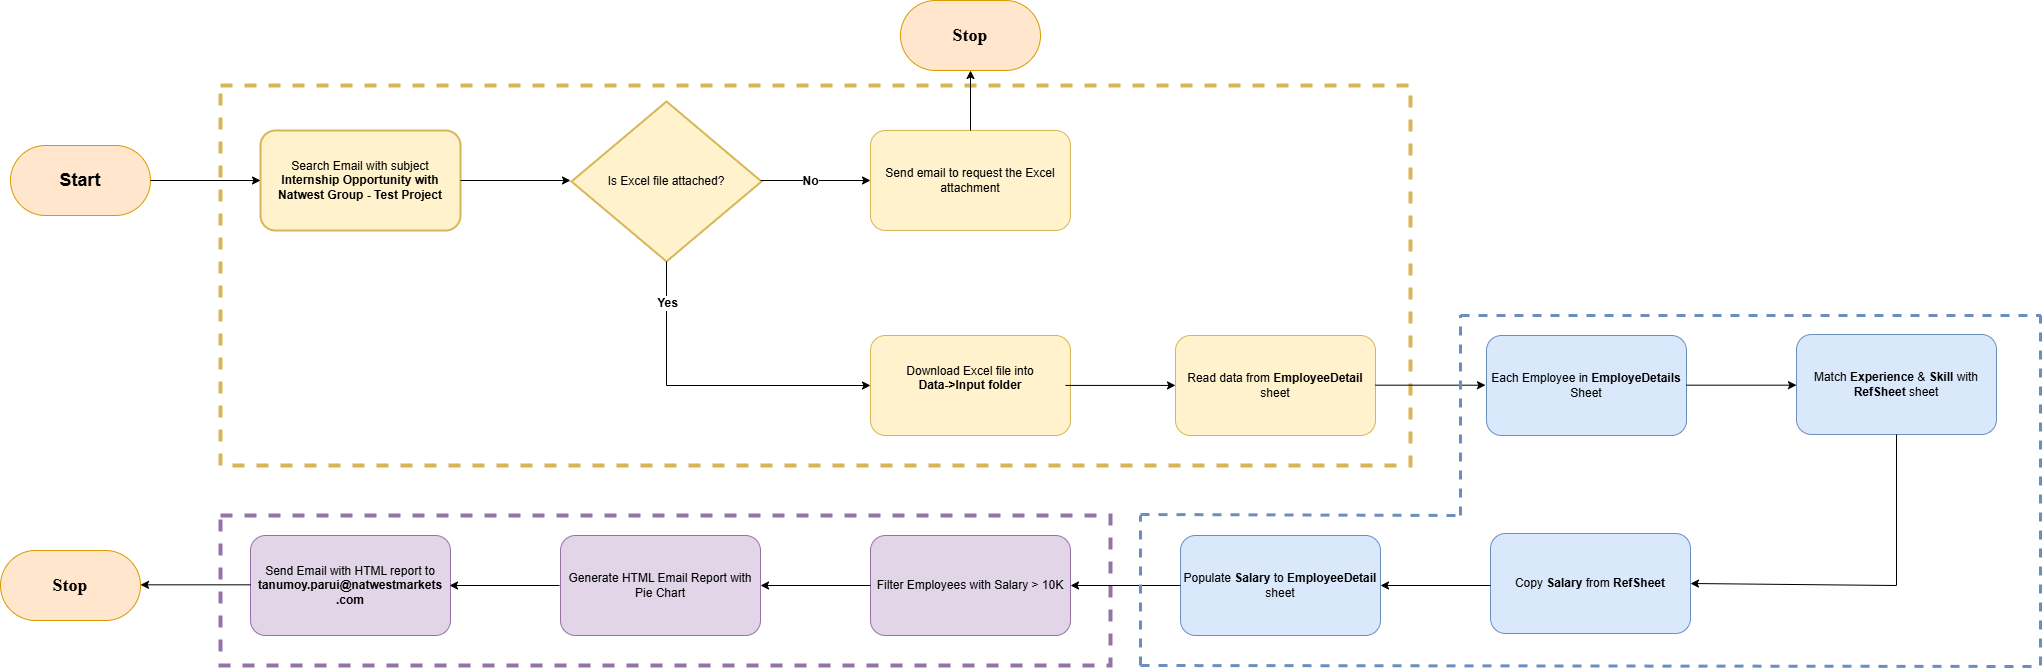 Stop
Start
Search Email with subject
Internship Opportunity with
Natwest Group - Test Project
Is Excel file attached?
No
Send email to request the Excel
attachment
Yes
Download Excel file into
Data->Input folder
Read data from EmployeeDetail
sheet
Each Employee in EmployeDetails
Sheet
Match Experience & Skill with
RefSheet sheet
Copy Salary from RefSheet
Populate Salary to EmployeeDetail
sheet
Filter Employees with Salary > 10K
Generate HTML Email Report with
Pie Chart
Send Email with HTML report to
tanumoy.parui@natwestmarkets
.com
Stop